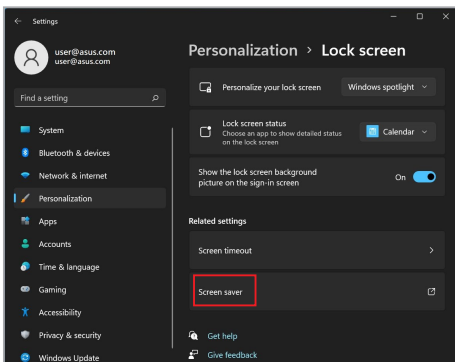 Settings
user@asus.com
user@asus.com
Find a setting
System
Bluetooth & devices
Network & internet
Personalization
Apps
Accounts
Time & language
Gaming
Accessibility
Privacy & security
Windows Update
Personalization > Lock screen
Personalize your lock screen
Windows spotlight
Lock screen status
Choose an app to show detailed status
on the lock screen
Calendar
Show the lock screen background
picture on the sign-in screen
On
Related settings
Screen timeout
Screen saver
Get help
Give feedback